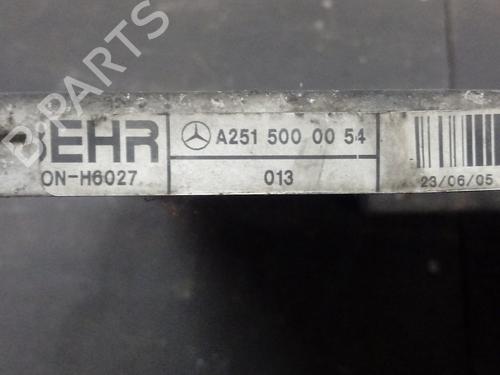 B-PARTS
BEHR
A251 500 00 54
ON-H6027
013
23/06/05